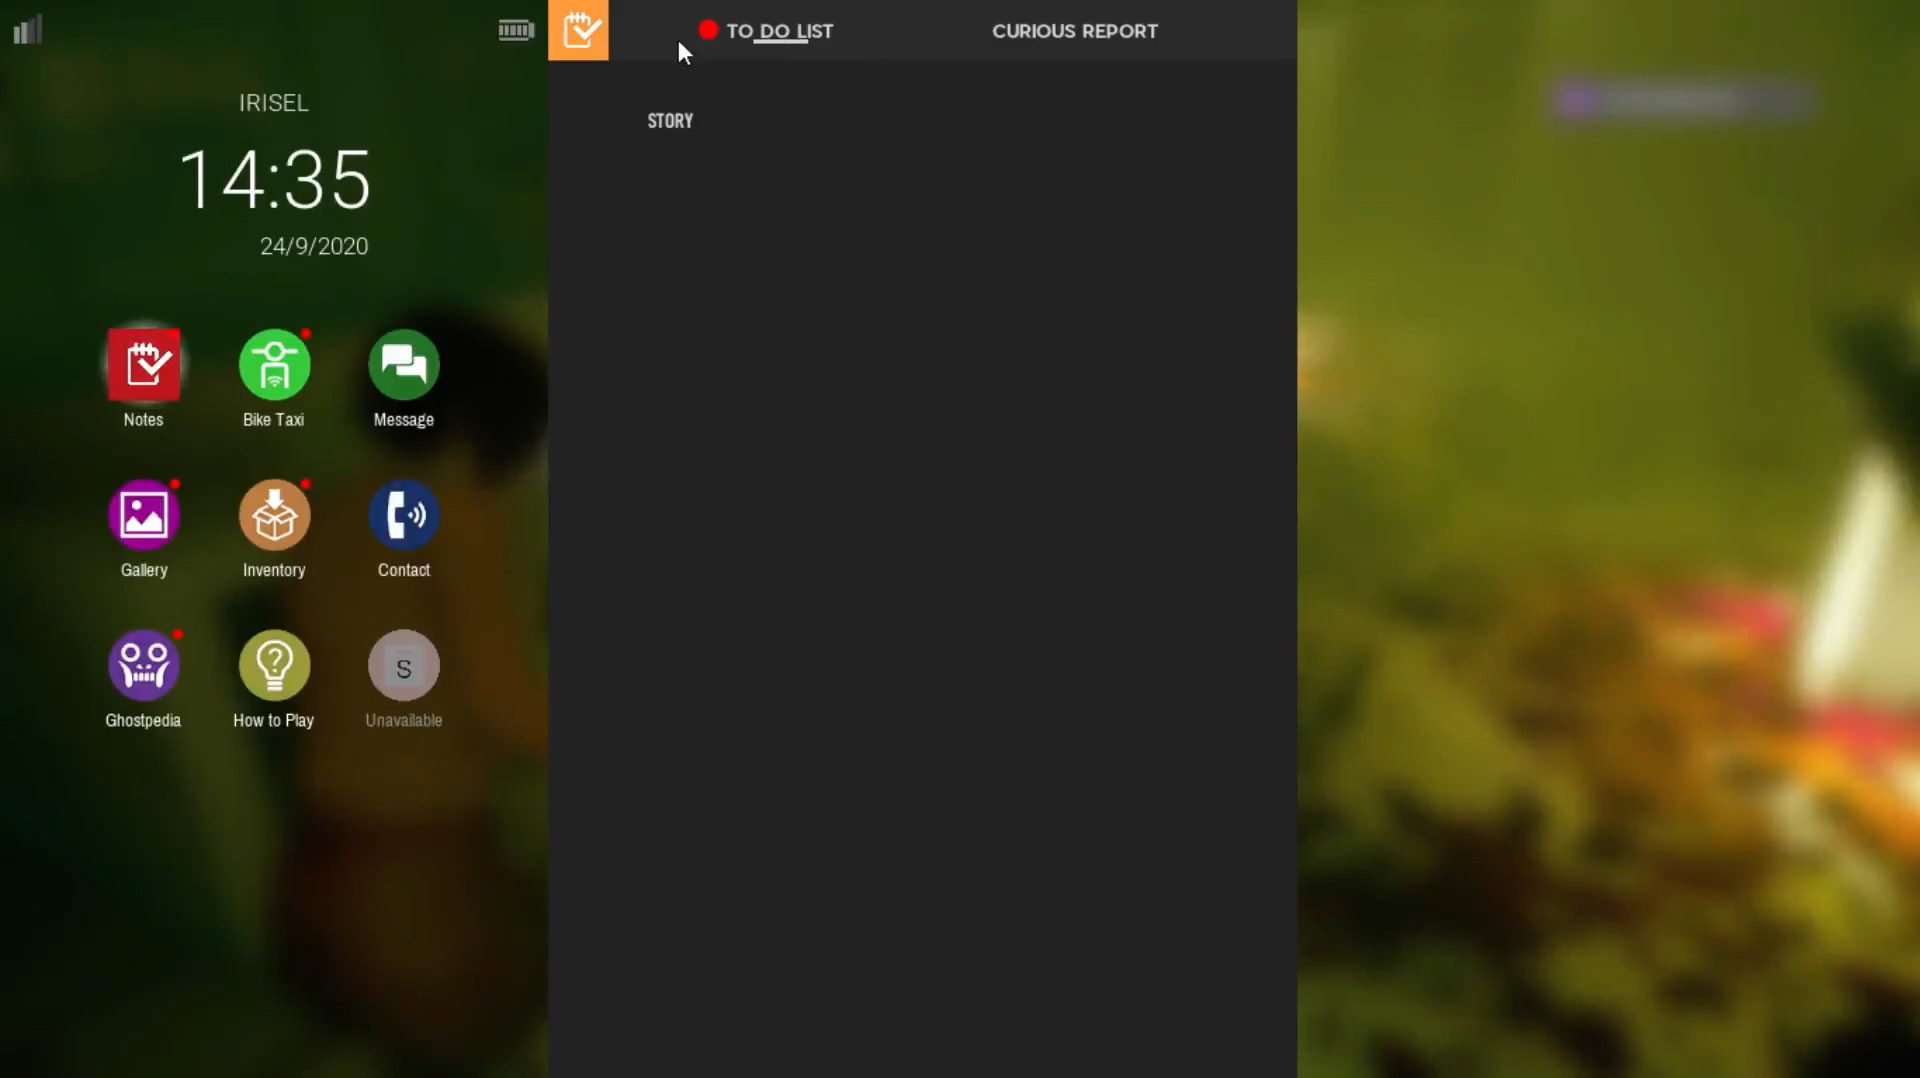 IRISEL
14:35
24/9/2020
Notes
Bike Taxi
Message
Gallery
Inventory
Contact
Ghostpedia
How to Play
S
Unavailable
TO DO LIST
CURIOUS REPORT
STORY